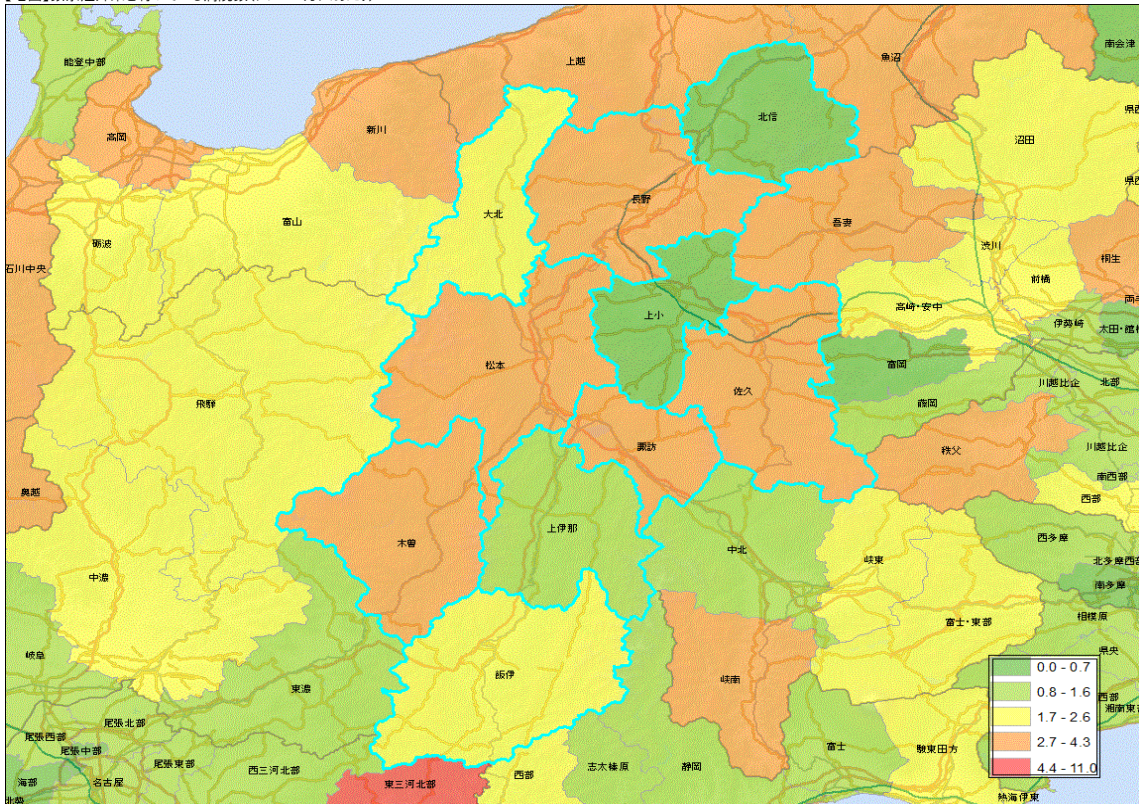 能登中部
南会津
上越
魚沼
高岡
新川
北信
県西
沼田
県西
大北
長野
富山
吾妻
砺波
渋川
石川中央
桐生
前橋
高崎・安中
上小
伊勢崎
太田・館林
松本
佐久
富岡
川越比企
北部
飛騨
藤岡
諏訪
秩父
川越比企
奥越
南西部
西部
上伊那
西多摩
木曽
中北
峡東
北多摩西部
中濃
南多摩
富士・東部
相模原
岐阜
県央
飯伊
峡南
東濃
西部
尾張北部
湘南東部
尾張西部
尾張中部
富士
駿東田方
尾張東部
西三河北部
志太榛原
静岡
海部
名古屋
東三河北部
西部
熱海伊東
0.0 - 0.7
0.8 - 1.6
1.7 - 2.6
2.7 - 4.3
4.4 - 11.0